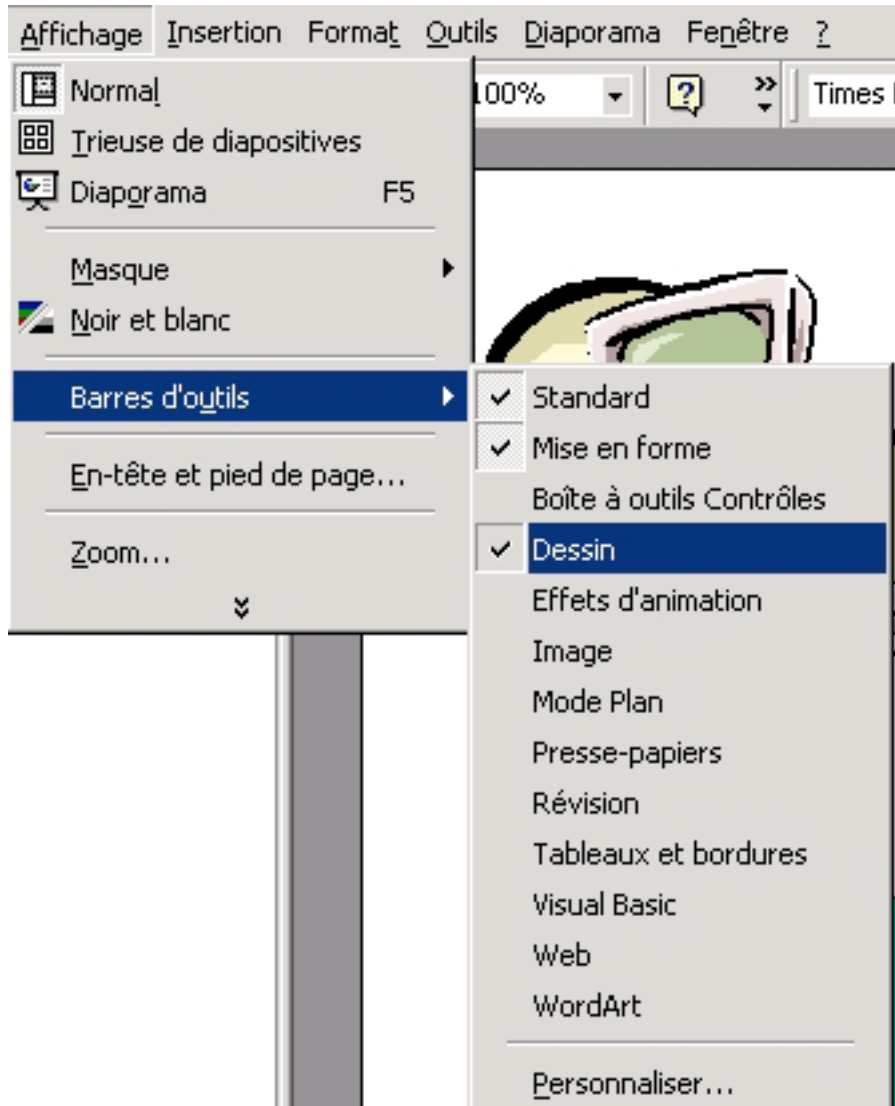 Affichage Insertion Format Outils Diaporama Fenêtre ?
100% Times
Normal
Trieuse de diapositives
Diaporama F5
Masque
Noir et blanc
Barres d'outils
En-tête et pied de page...
Zoom...
Standard
Mise en forme
Boîte à outils Contrôles
Dessin
Effets d'animation
Image
Mode Plan
Presse-papiers
Révision
Tableaux et bordures
Visual Basic
Web
WordArt
Personnaliser...